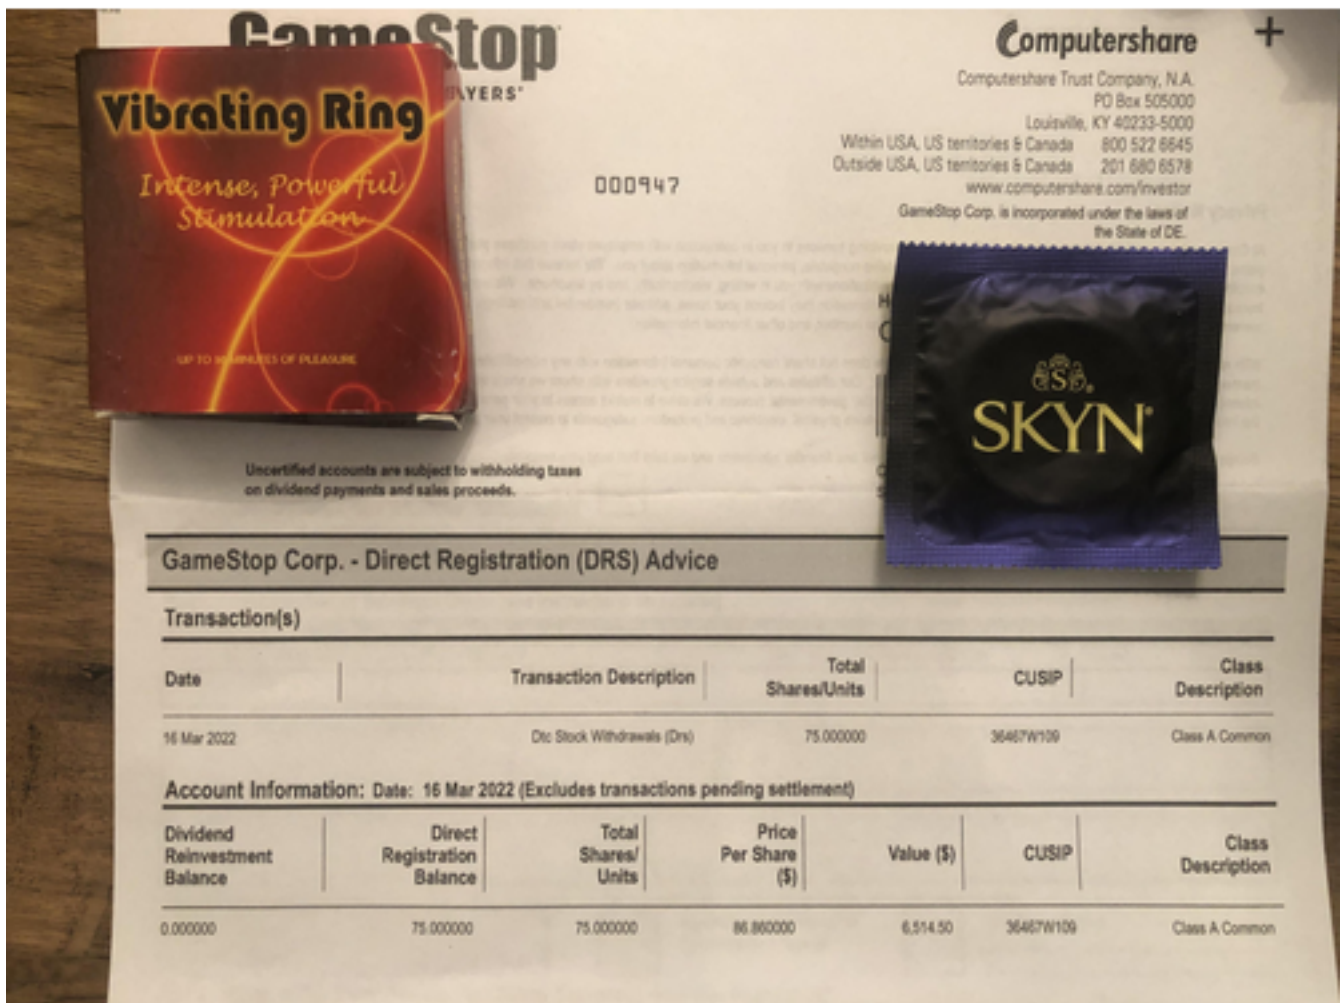 GameStop
AYERS'
Computershare
+
Computershare Trust Company, N.A.
PO Box 505000
Louisville, KY 40233-5000
Within USA, US territories & Canada 800 522 6645
Outside USA, US territories & Canada 201 680 6578
www.computershare.com/investor
GameStop Corp. is incorporated under the laws of
the State of DE.
000947
Vibrating Ring
Intense, Powerful
Stimulation
UP TO MINUTES OF PLEASURE
S
SKYN
Uncertified accounts are subject to withholding taxes
on dividend payments and sales proceeds.
GameStop Corp. - Direct Registration (DRS) Advice
Transaction(s)
Date Transaction Description Total Shares/Units CUSIP Class Description
16 Mar 2022 Dtc Stock Withdrawals (Drs) 75.000000 36467W109 Class A Common
Account Information: Date: 16 Mar 2022 (Excludes transactions pending settlement)
Dividend Reinvestment Balance Direct Registration Balance Total Shares/ Units Price Per Share ($) Value ($) CUSIP Class Description
0.000000 75.000000 75.000000 86.860000 6,514.50 36467W109 Class A Common